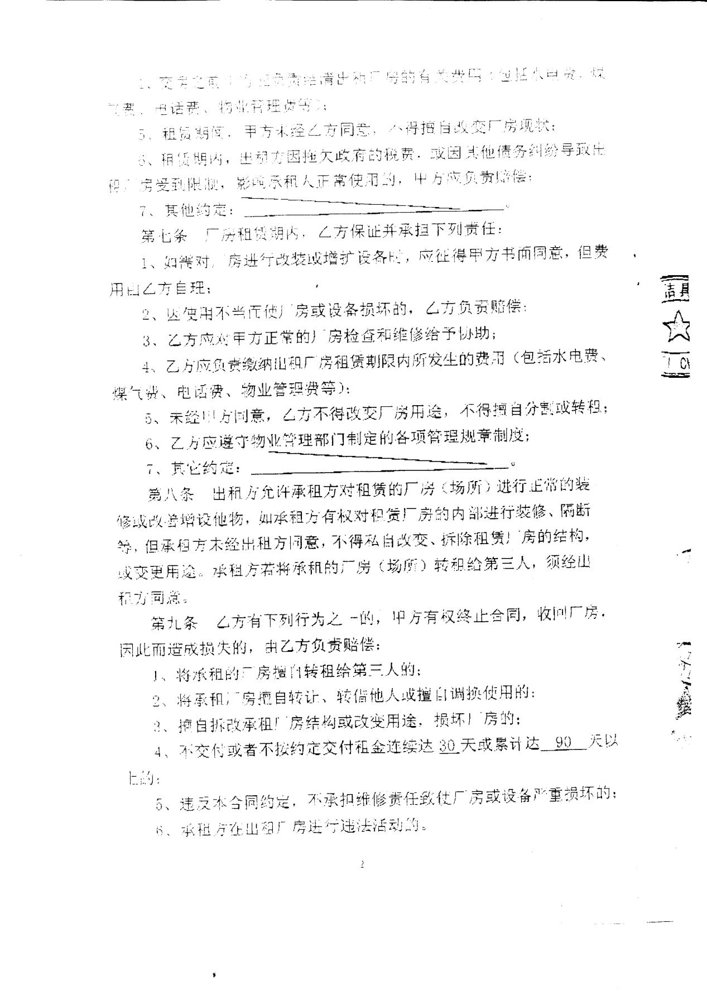 4、交房之前甲方应负责结清出租厂房的有关费用（包括水电费、煤
气费、电话费、物业管理费等）；
5、租赁期间，甲方未经乙方同意，不得擅自改变厂房现状；
6、租赁期内，出租方因拖欠政府的税费，或因其他债务纠纷导致出
租厂房受到限制，影响承租人正常使用的，甲方应负责赔偿；
7、其他约定：                。
第七条　厂房租赁期内，乙方保证并承担下列责任：
1、如需对厂房进行改装或增扩设备时，应征得甲方书面同意，但费
用由乙方自理；
2、因使用不当而使厂房或设备损坏的，乙方负责赔偿；
3、乙方应对甲方正常的厂房检查和维修给予协助；
4、乙方应负责缴纳出租厂房租赁期限内所发生的费用（包括水电费、
煤气费、电话费、物业管理费等）；
5、未经甲方同意，乙方不得改变厂房用途，不得擅自分割或转租；
6、乙方应遵守物业管理部门制定的各项管理规章制度；
7、其它约定：                。
第八条　出租方允许承租方对租赁的厂房（场所）进行正常的装
修或改善增设他物，如承租方有权对租赁厂房的内部进行装修、隔断
等，但承租方未经出租方同意，不得私自改变、拆除租赁厂房的结构，
或变更用途。承租方若将承租的厂房（场所）转租给第三人，须经出
租方同意。
第九条　乙方有下列行为之一的，甲方有权终止合同，收回厂房，
因此而造成损失的，由乙方负责赔偿：
1、将承租的厂房擅自转租给第三人的；
2、将承租厂房擅自转让、转借他人或擅自调换使用的；
3、擅自拆改承租厂房结构或改变用途，损坏厂房的；
4、不交付或者不按约定交付租金连续达 30 天或累计达 90 天以
上的；
5、违反本合同约定，不承担维修责任致使厂房或设备严重损坏的；
6、承租方在出租厂房进行违法活动的。
2
洁具